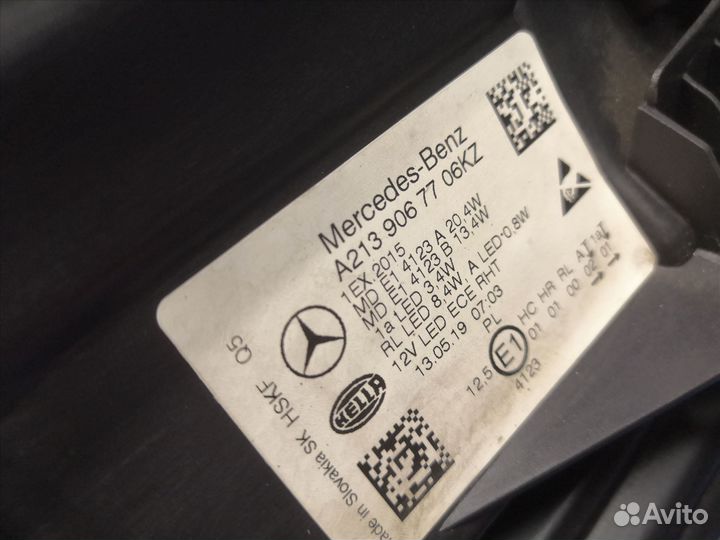 Mercedes-Benz
A213 906 77 06KZ
1EX 2015
MD E1 4123 A 20,4W
MD E1 4123 B 13,4W
1a LED 3,4W
RL LED 8,4W, A LED 0,8W
12V LED ECE RHT
13.05.19 07:03
PL
12,5 E1 HC HR RL AT 1a
01 01 00 02 01
4123
HELLA
Q5
HSKF
ade in Slovakia SK
Avito